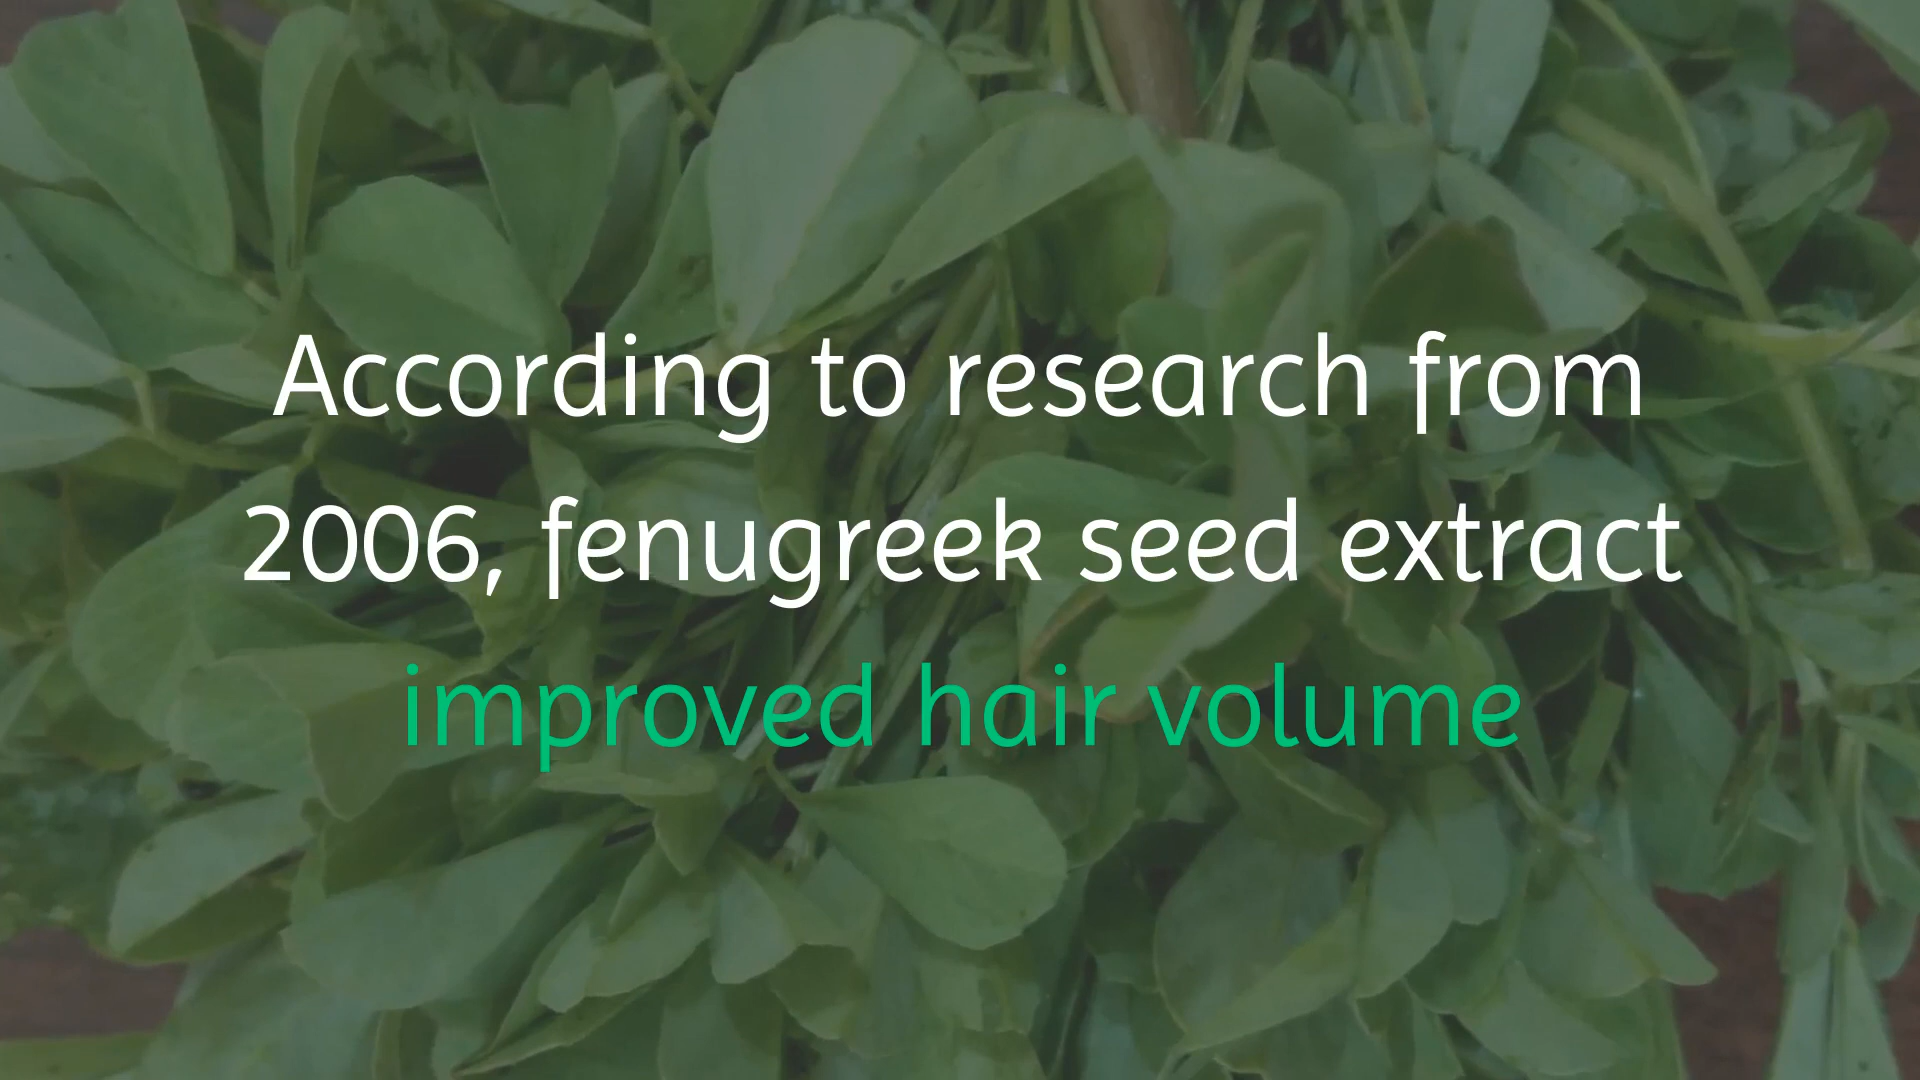 According to research from
2006, fenugreek seed extract
improved hair volume